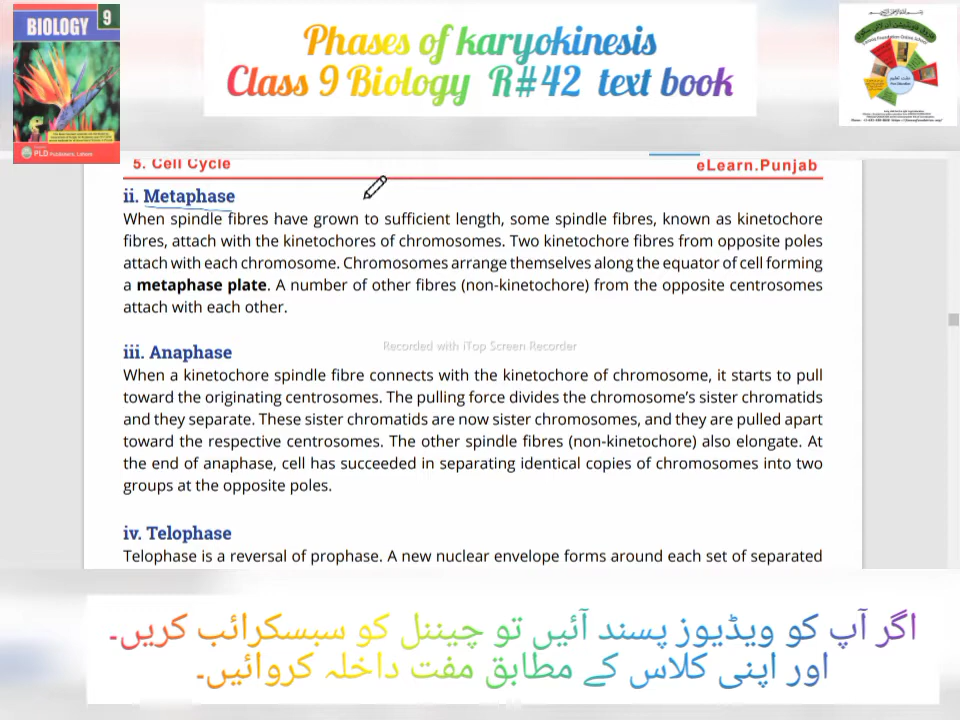 BIOLOGY 9
PLD Publishers, Lahore
Phases of karyokinesis
Class 9 Biology R#42 text book
5. Cell Cycle
eLearn.Punjab
ii. Metaphase
When spindle fibres have grown to sufficient length, some spindle fibres, known as kinetochore
fibres, attach with the kinetochores of chromosomes. Two kinetochore fibres from opposite poles
attach with each chromosome. Chromosomes arrange themselves along the equator of cell forming
a metaphase plate. A number of other fibres (non-kinetochore) from the opposite centrosomes
attach with each other.
Recorded with iTop Screen Recorder
iii. Anaphase
When a kinetochore spindle fibre connects with the kinetochore of chromosome, it starts to pull
toward the originating centrosomes. The pulling force divides the chromosome’s sister chromatids
and they separate. These sister chromatids are now sister chromosomes, and they are pulled apart
toward the respective centrosomes. The other spindle fibres (non-kinetochore) also elongate. At
the end of anaphase, cell has succeeded in separating identical copies of chromosomes into two
groups at the opposite poles.
iv. Telophase
Telophase is a reversal of prophase. A new nuclear envelope forms around each set of separated
اگر آپ کو ویڈیوز پسند آئیں تو چیننل کو سبسکرائب کریں۔
اور اپنی کلاس کے مطابق مفت داخلہ کروائیں۔